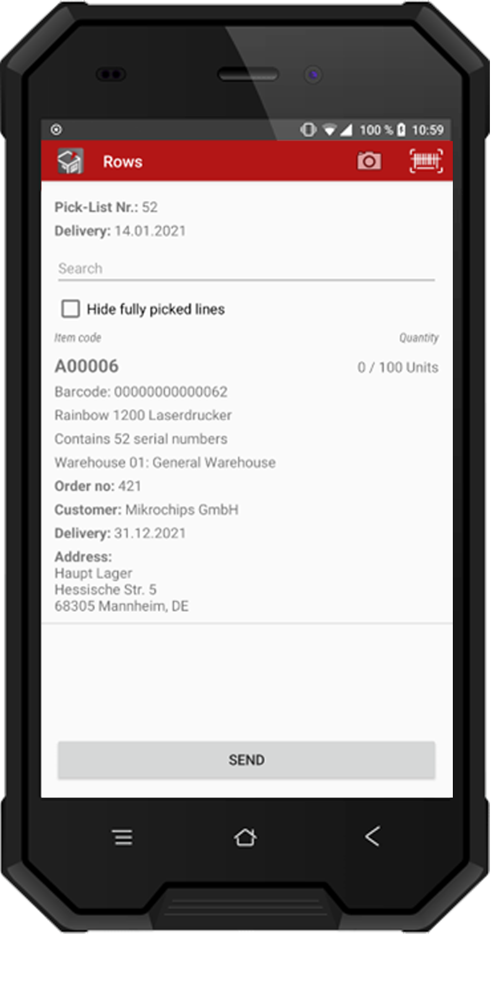 100 % 10:59
Rows
Pick-List Nr.: 52
Delivery: 14.01.2021
Search
Hide fully picked lines
Item code Quantity
A00006 0 / 100 Units
Barcode: 00000000000062
Rainbow 1200 Laserdrucker
Contains 52 serial numbers
Warehouse 01: General Warehouse
Order no: 421
Customer: Mikrochips GmbH
Delivery: 31.12.2021
Address:
Haupt Lager
Hessische Str. 5
68305 Mannheim, DE
SEND